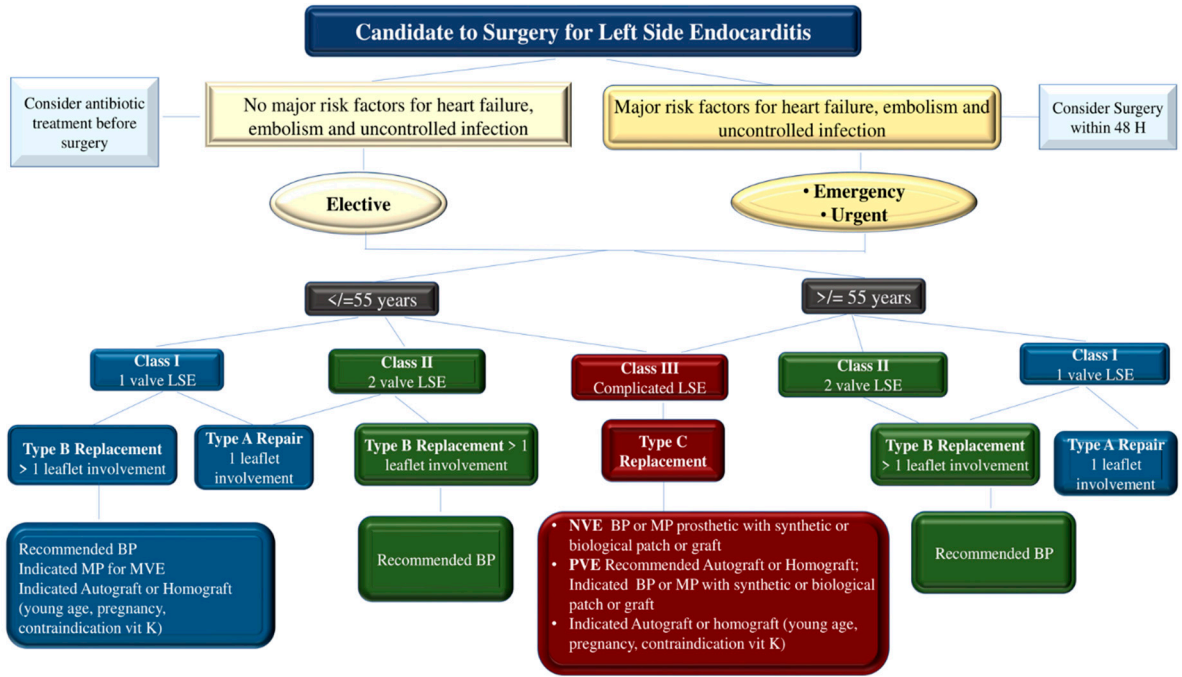 Candidate to Surgery for Left Side Endocarditis
Consider antibiotic
treatment before
surgery
No major risk factors for heart failure,
embolism and uncontrolled infection
Major risk factors for heart failure, embolism and
uncontrolled infection
Consider Surgery
within 48 H
Elective
• Emergency
• Urgent
</=55 years
>/= 55 years
Class I
1 valve LSE
Class II
2 valve LSE
Class III
Complicated LSE
Class II
2 valve LSE
Class I
1 valve LSE
Type B Replacement
> 1 leaflet involvement
Type A Repair
1 leaflet
involvement
Type B Replacement > 1
leaflet involvement
Type C
Replacement
Type B Replacement
> 1 leaflet involvement
Type A Repair
1 leaflet
involvement
Recommended BP
Indicated MP for MVE
Indicated Autograft or Homograft
(young age, pregnancy,
contraindication vit K)
Recommended BP
• NVE BP or MP prosthetic with synthetic or
biological patch or graft
• PVE Recommended Autograft or Homograft;
Indicated BP or MP with synthetic or biological
patch or graft
• Indicated Autograft or homograft (young age,
pregnancy, contraindication vit K)
Recommended BP